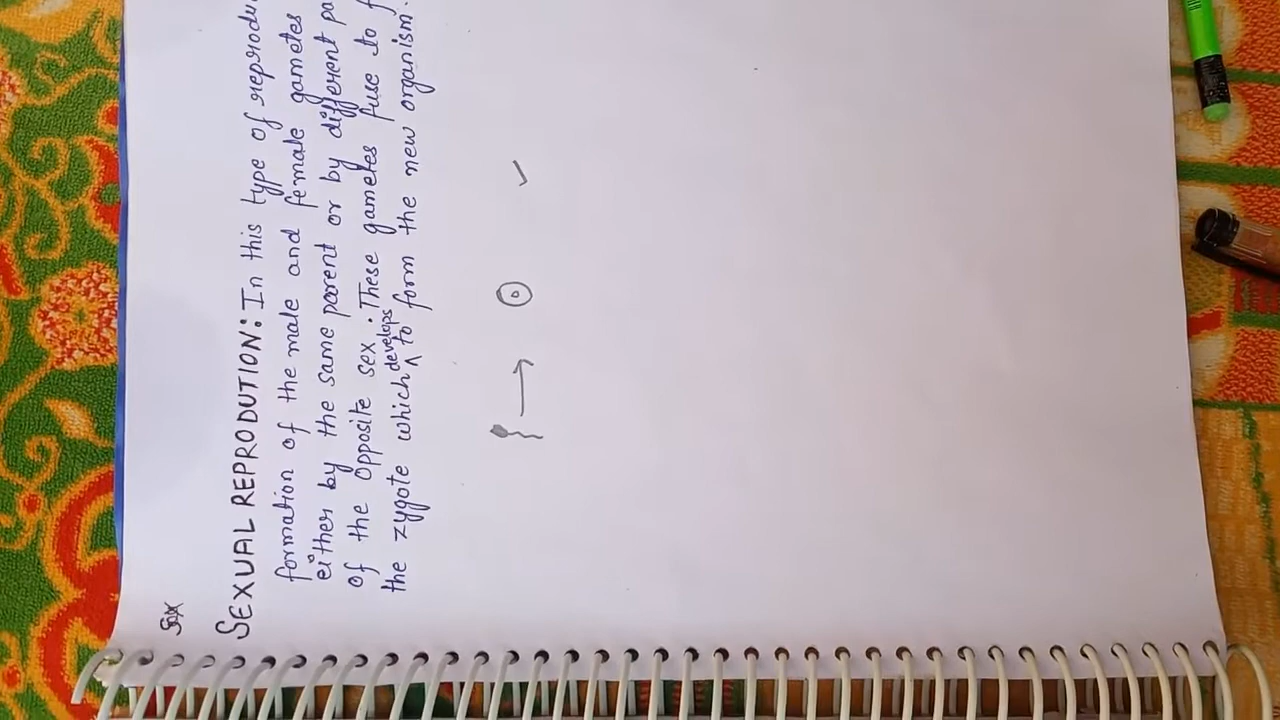 SEXUAL REPRODUTION: In this type of reprodu
formation of the male and female gametes
either by the same parent or by different pa
of the opposite sex. These gametes fuse to f
the zygote which develops to form the new organism.